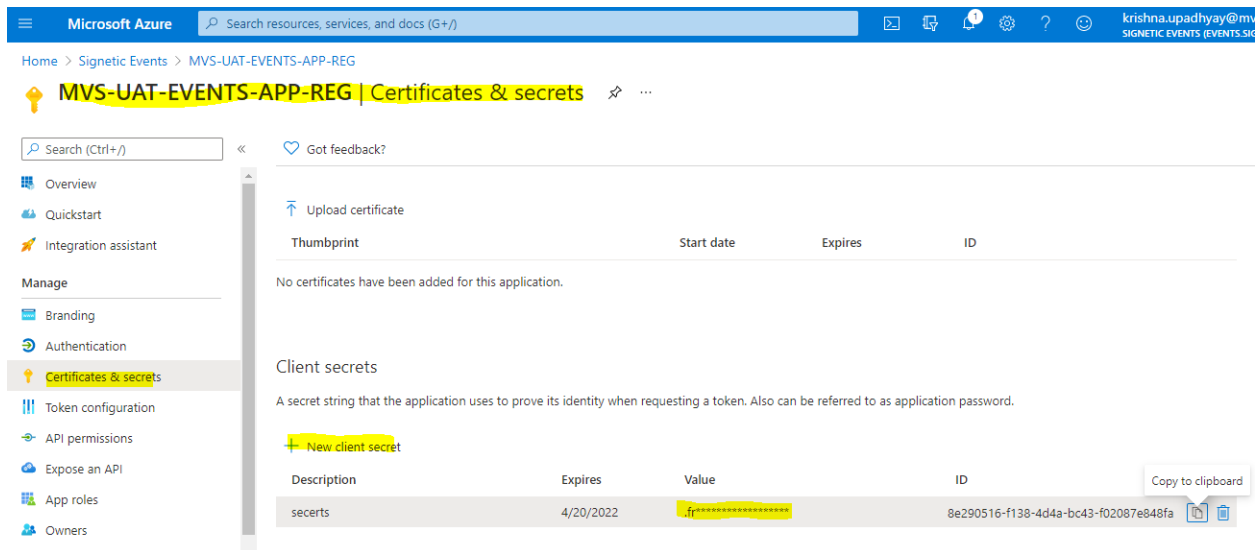 Microsoft Azure
Search resources, services, and docs (G+/)
1
krishna.upadhyay@mv
SIGNETIC EVENTS (EVENTS.SIG
Home > Signetic Events > MVS-UAT-EVENTS-APP-REG
MVS-UAT-EVENTS-APP-REG | Certificates & secrets
Search (Ctrl+/)
Got feedback?
Overview
Quickstart
Integration assistant
Manage
Branding
Authentication
Certificates & secrets
Token configuration
API permissions
Expose an API
App roles
Owners
Upload certificate
Thumbprint Start date Expires ID
No certificates have been added for this application.
Client secrets
A secret string that the application uses to prove its identity when requesting a token. Also can be referred to as application password.
New client secret
Description Expires Value ID
Copy to clipboard
secerts 4/20/2022 .fr****************** 8e290516-f138-4d4a-bc43-f02087e848fa